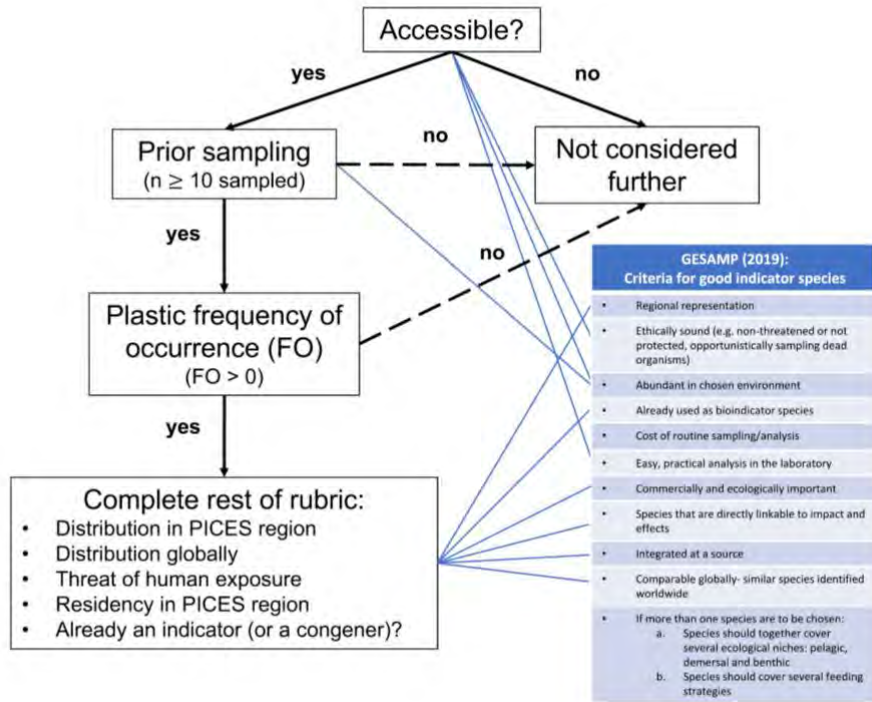 Accessible?
yes
no
Prior sampling
(n ≥ 10 sampled)
no
Not considered
further
yes
no
Plastic frequency of
occurrence (FO)
(FO > 0)
yes
Complete rest of rubric:
• Distribution in PICES region
• Distribution globally
• Threat of human exposure
• Residency in PICES region
• Already an indicator (or a congener)?
GESAMP (2019):
Criteria for good indicator species
• Regional representation
• Ethically sound (e.g. non-threatened or not
protected, opportunistically sampling dead
organisms)
• Abundant in chosen environment
• Already used as bioindicator species
• Cost of routine sampling/analysis
• Easy, practical analysis in the laboratory
• Commercially and ecologically important
• Species that are directly linkable to impact and
effects
• Integrated at a source
• Comparable globally- similar species identified
worldwide
• If more than one species are to be chosen:
a. Species should together cover
several ecological niches: pelagic,
demersal and benthic
b. Species should cover several feeding
strategies